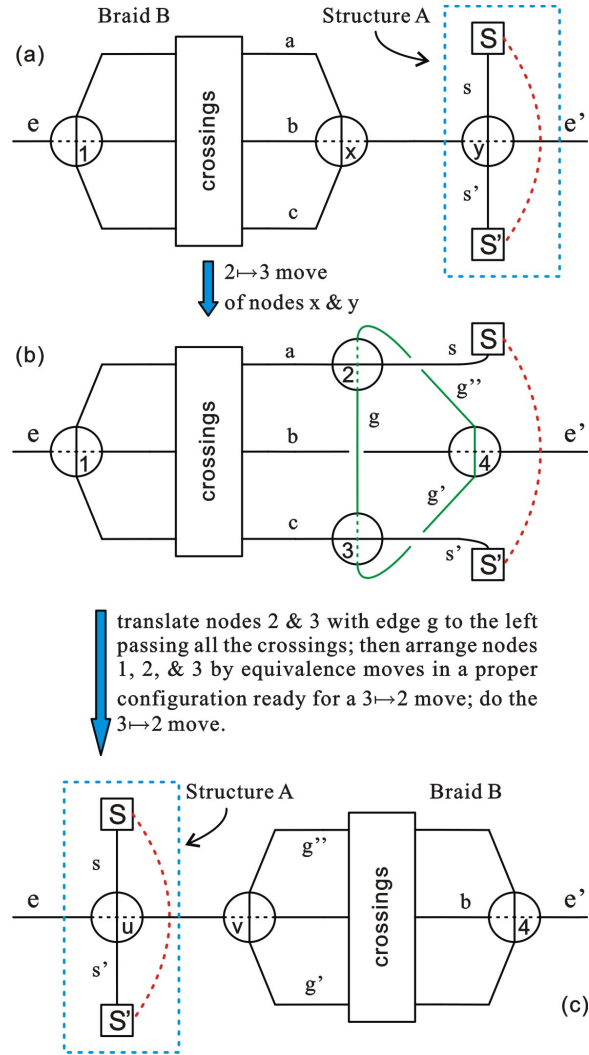 Braid B
Structure A
(a)
a
S
s
e
1
crossings
b
x
y
e'
s'
c
S'
2↦3 move
of nodes x & y
(b)
a
2
s
S
g''
g
e
1
crossings
b
4
e'
g'
c
3
s'
S'
translate nodes 2 & 3 with edge g to the left
passing all the crossings; then arrange nodes
1, 2, & 3 by equivalence moves in a proper
configuration ready for a 3↦2 move; do the
3↦2 move.
Structure A
Braid B
S
g''
s
e
u
v
crossings
b
4
e'
s'
g'
S'
(c)